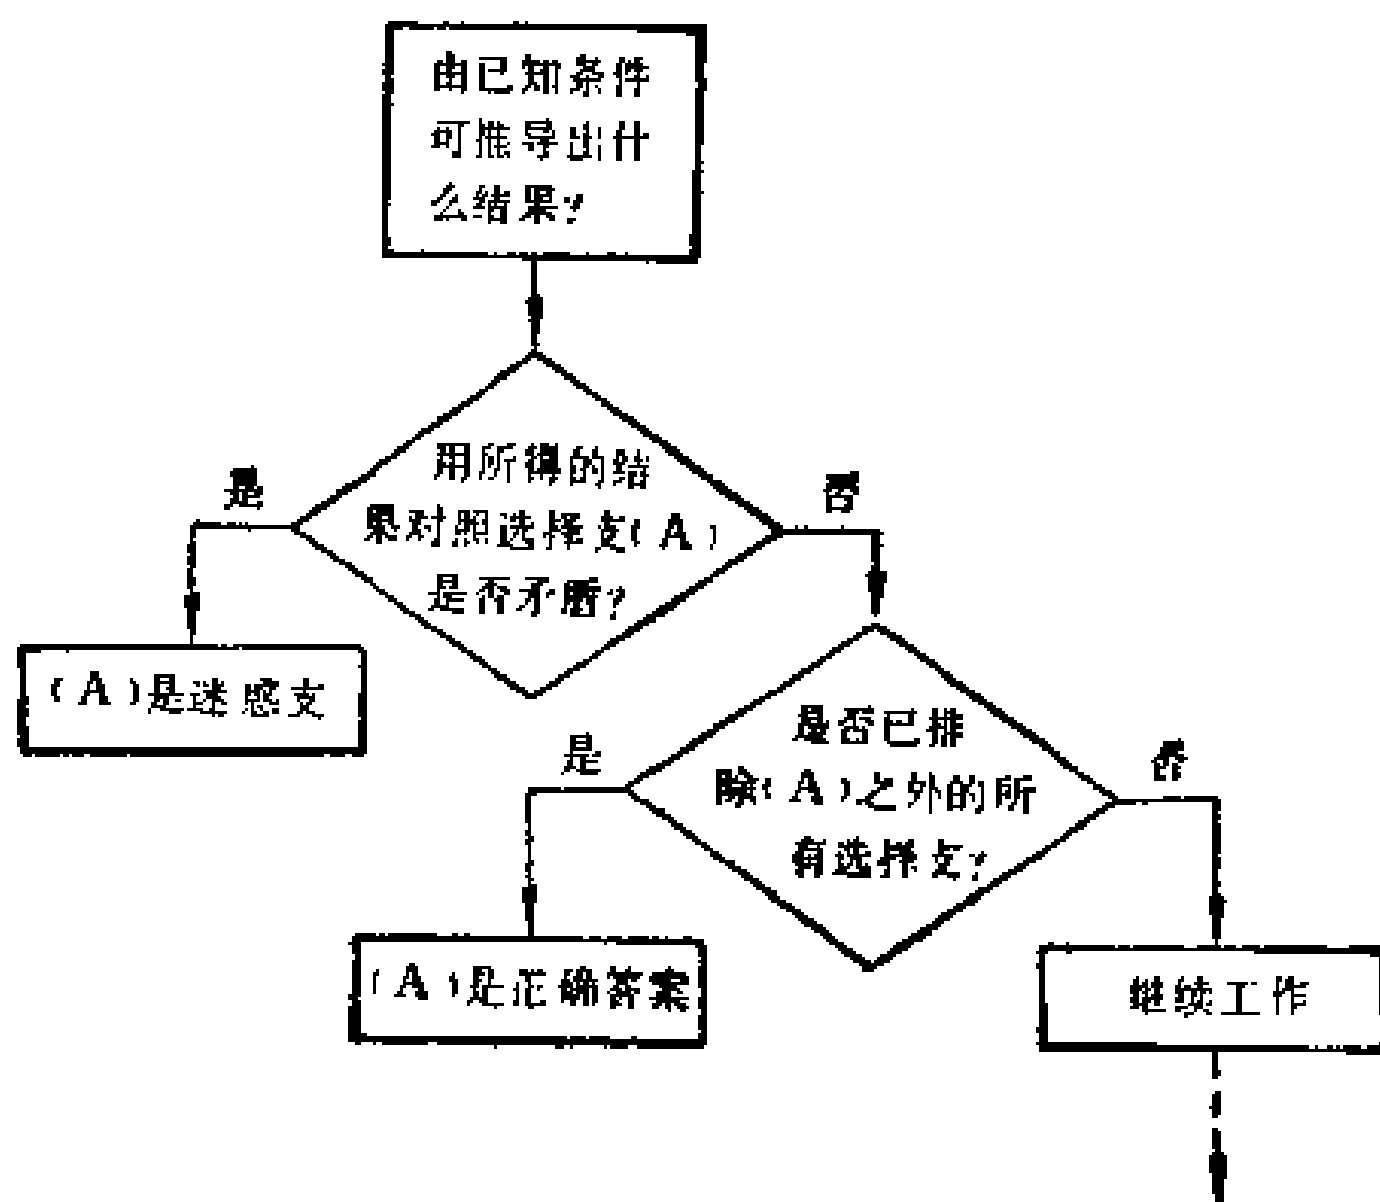 由已知条件
可推导出什
么结果?
用所得的结
果对照选择支(A)
是否矛盾?
是
否
(A)是迷惑支
是否已排
除(A)之外的所
有选择支?
是
否
(A)是正确答案
继续工作